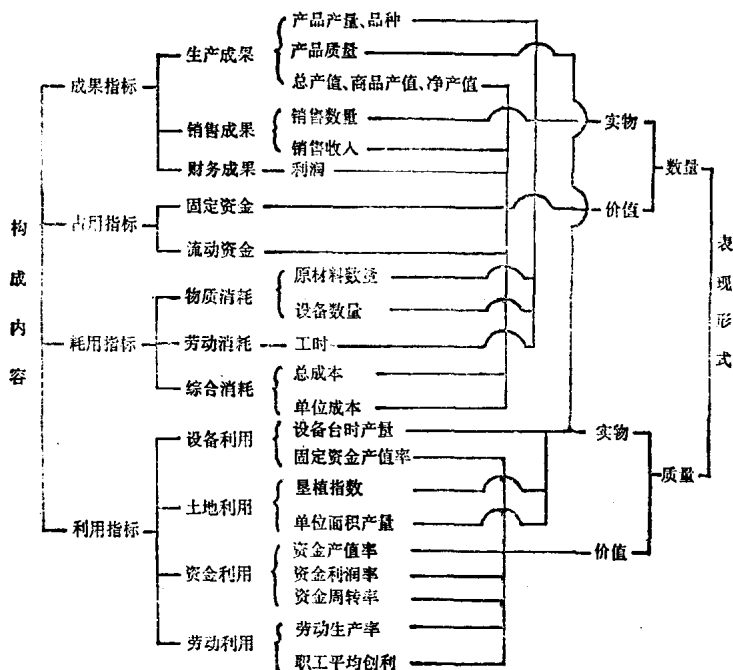 构成内容
成果指标
生产成果
产品产量、品种
产品质量
总产值、商品产值、净产值
销售成果
销售数量
销售收入
财务成果
利润
占用指标
固定资金
流动资金
耗用指标
物质消耗
原材料数量
设备数量
劳动消耗
工时
综合消耗
总成本
单位成本
利用指标
设备利用
设备台时产量
固定资金产值率
土地利用
垦植指数
单位面积产量
资金利用
资金产值率
资金利润率
资金周转率
劳动利用
劳动生产率
职工平均创利
实物
价值
数量
实物
价值
质量
表现形式